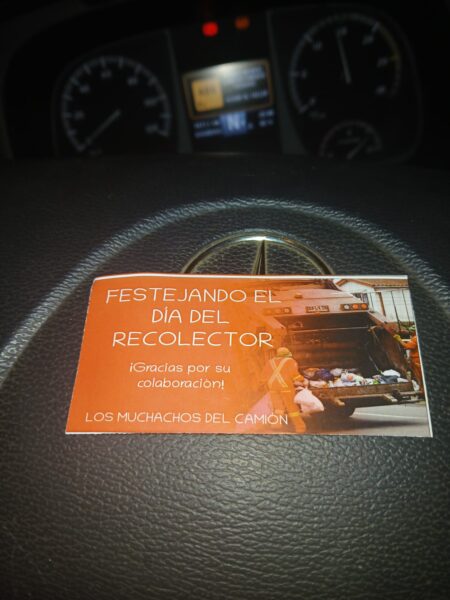 FESTEJANDO EL
DÍA DEL
RECOLECTOR
¡Gracias por su
colaboración!
LOS MUCHACHOS DEL CAMIÓN